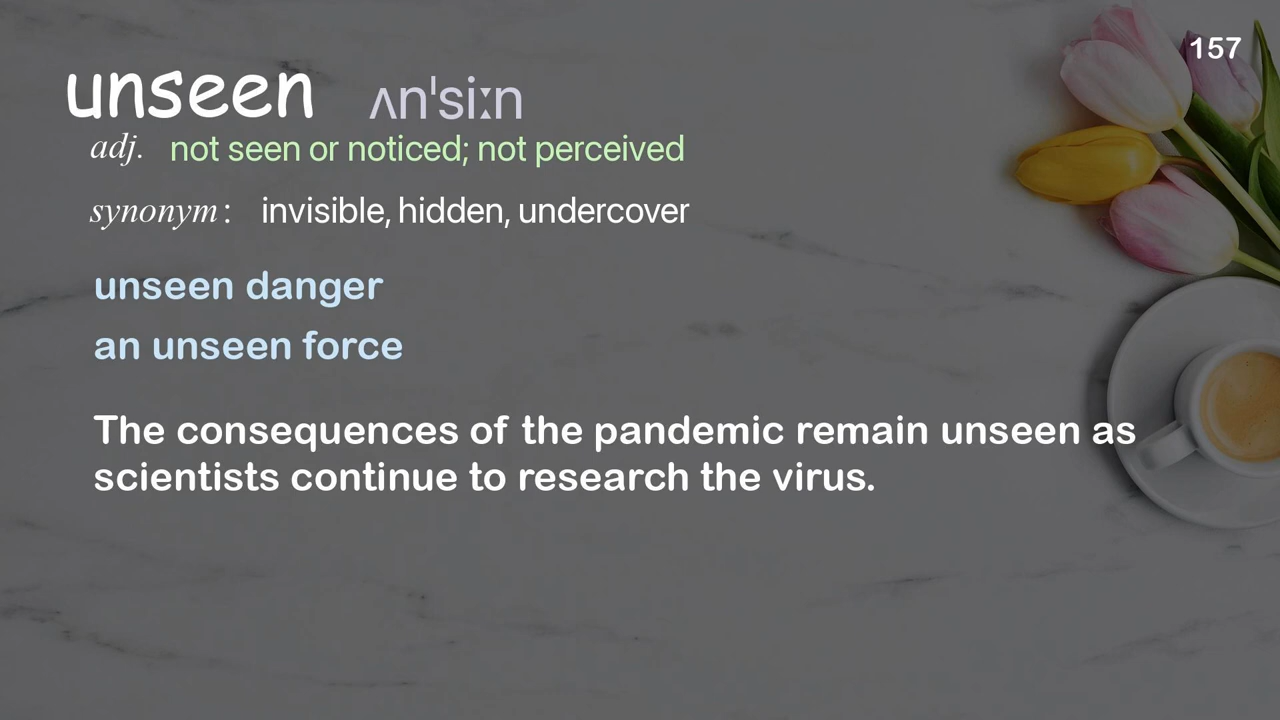 157
unseen ʌnˈsiːn
adj. not seen or noticed; not perceived
synonym: invisible, hidden, undercover
unseen danger
an unseen force
The consequences of the pandemic remain unseen as
scientists continue to research the virus.